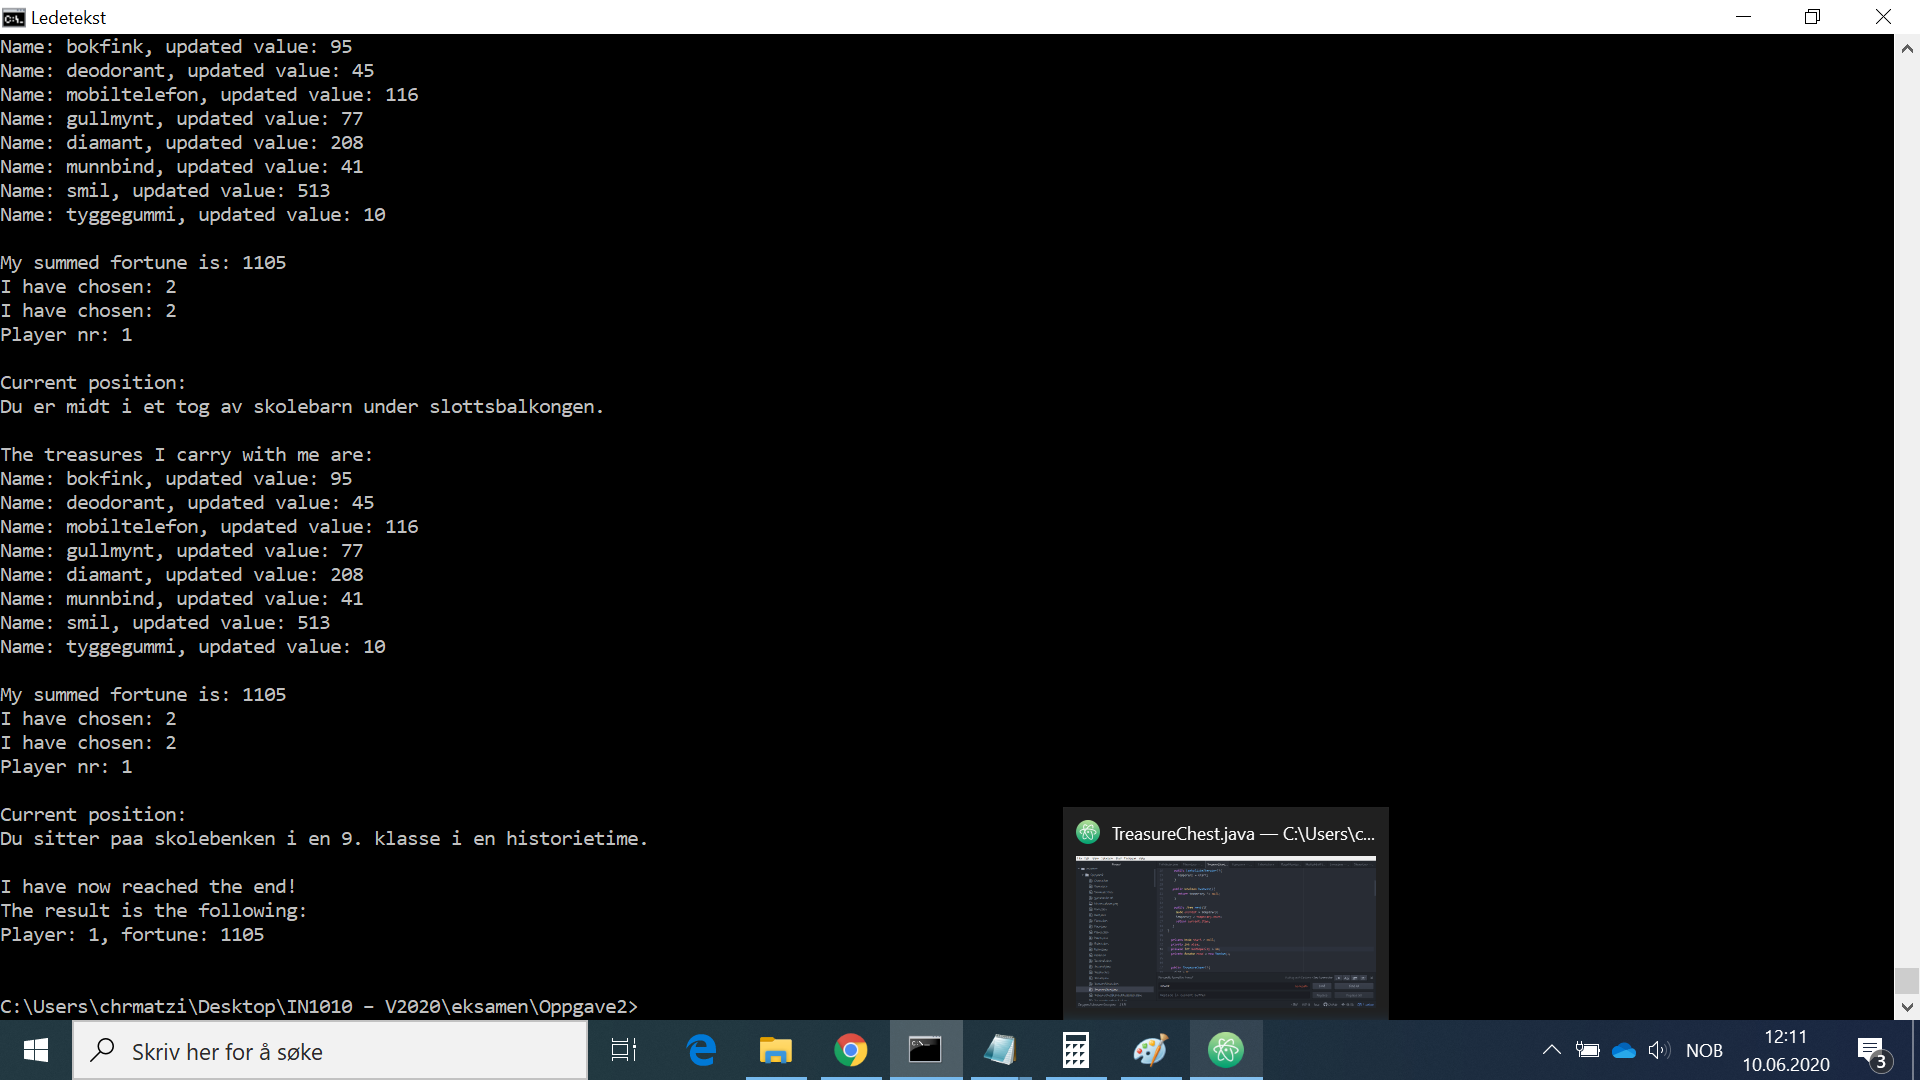 Ledetekst
Name: bokfink, updated value: 95
Name: deodorant, updated value: 45
Name: mobiltelefon, updated value: 116
Name: gullmynt, updated value: 77
Name: diamant, updated value: 208
Name: munnbind, updated value: 41
Name: smil, updated value: 513
Name: tyggegummi, updated value: 10
My summed fortune is: 1105
I have chosen: 2
I have chosen: 2
Player nr: 1
Current position:
Du er midt i et tog av skolebarn under slottsbalkongen.
The treasures I carry with me are:
Name: bokfink, updated value: 95
Name: deodorant, updated value: 45
Name: mobiltelefon, updated value: 116
Name: gullmynt, updated value: 77
Name: diamant, updated value: 208
Name: munnbind, updated value: 41
Name: smil, updated value: 513
Name: tyggegummi, updated value: 10
My summed fortune is: 1105
I have chosen: 2
I have chosen: 2
Player nr: 1
Current position:
Du sitter paa skolebenken i en 9. klasse i en historietime.
I have now reached the end!
The result is the following:
Player: 1, fortune: 1105
C:\Users\chrmatzi\Desktop\IN1010 – V2020\eksamen\Oppgave2>
TreasureChest.java — C:\Users\c...
Skriv her for å søke
NOB
12:11
10.06.2020
3